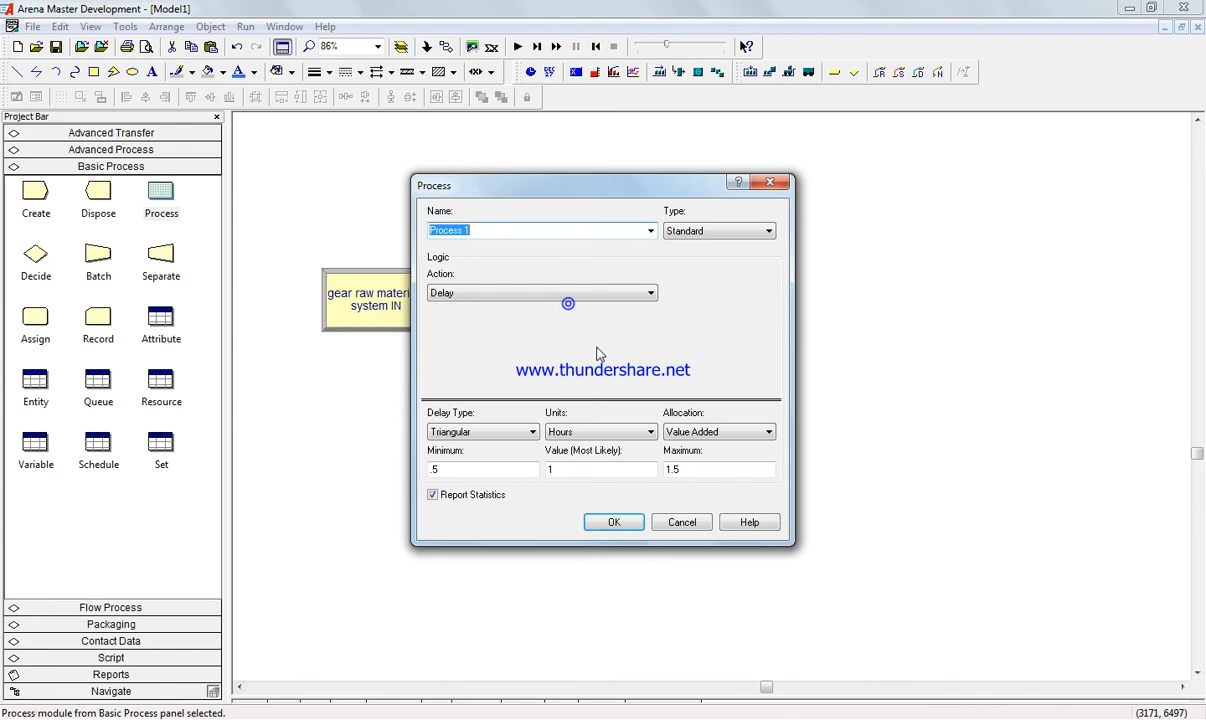 Arena Master Development - [Model1]
File Edit View Tools Arrange Object Run Window Help
86%
Project Bar
Advanced Transfer
Advanced Process
Basic Process
Create Dispose Process
Decide Batch Separate
Assign Record Attribute
Entity Queue Resource
Variable Schedule Set
Flow Process
Packaging
Contact Data
Script
Reports
Navigate
gear raw materi
system IN
Process
Name: Type:
Process 1 Standard
Logic
Action:
Delay
www.thundershare.net
Delay Type: Units: Allocation:
Triangular Hours Value Added
Minimum: Value (Most Likely): Maximum:
.5 1 1.5
Report Statistics
OK Cancel Help
Process module from Basic Process panel selected. (3171, 6497)